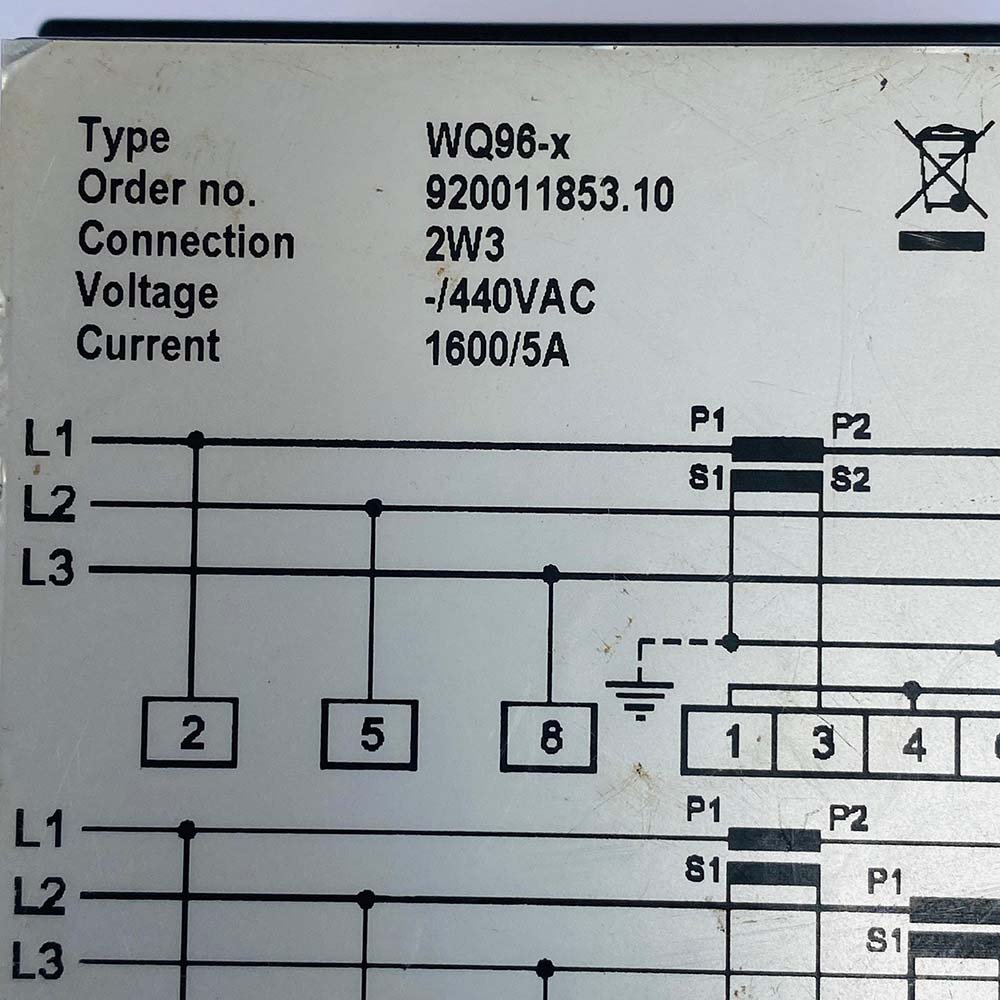 Type WQ96-x
Order no. 920011853.10
Connection 2W3
Voltage -/440VAC
Current 1600/5A
L1 P1 P2
S1 S2
L2
L3
2 5 8 1 3 4
L1 P1 P2
S1
L2 P1
S1
L3